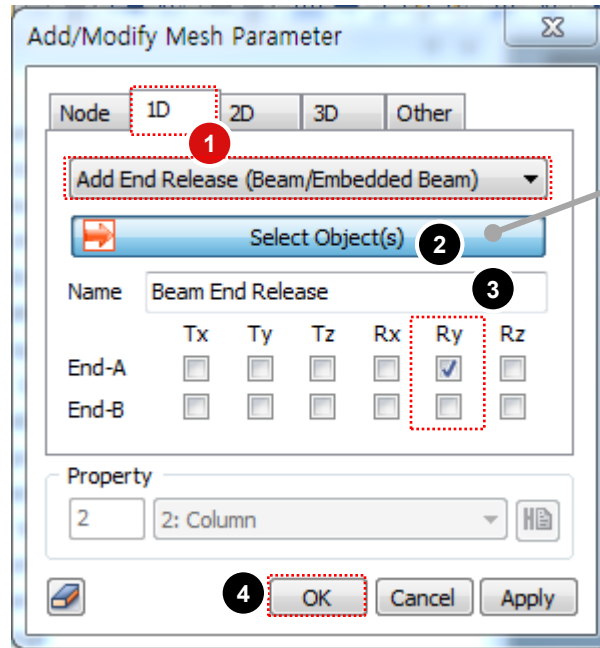 Add/Modify Mesh Parameter
Node 1D 2D 3D Other
1
Add End Release (Beam/Embedded Beam)
Select Object(s) 2
3
Name Beam End Release
Tx Ty Tz Rx Ry Rz
End-A
End-B
Property
2 2: Column
4 OK Cancel Apply